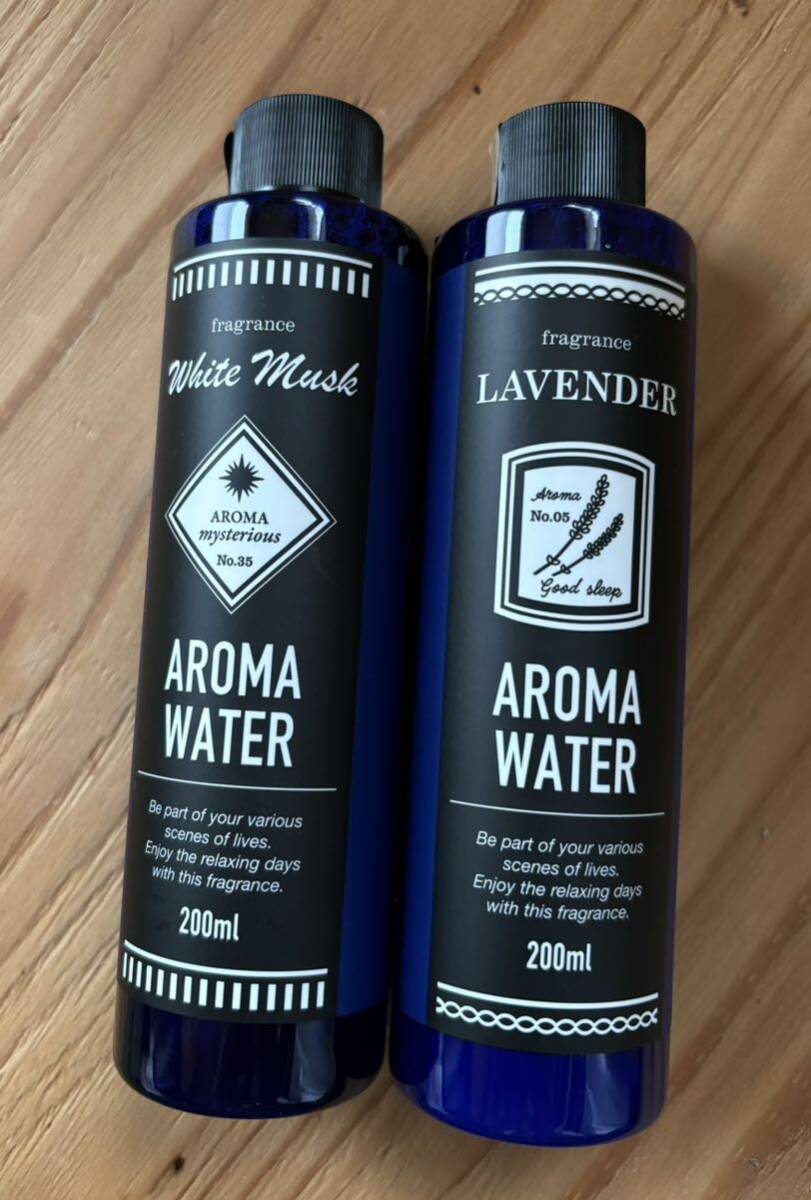 fragrance
White Musk
AROMA
mysterious
No.35
AROMA
WATER
Be part of your various
scenes of lives.
Enjoy the relaxing days
with this fragrance.
200ml
fragrance
LAVENDER
Aroma
No.05
Good sleep
AROMA
WATER
Be part of your various
scenes of lives.
Enjoy the relaxing days
with this fragrance.
200ml